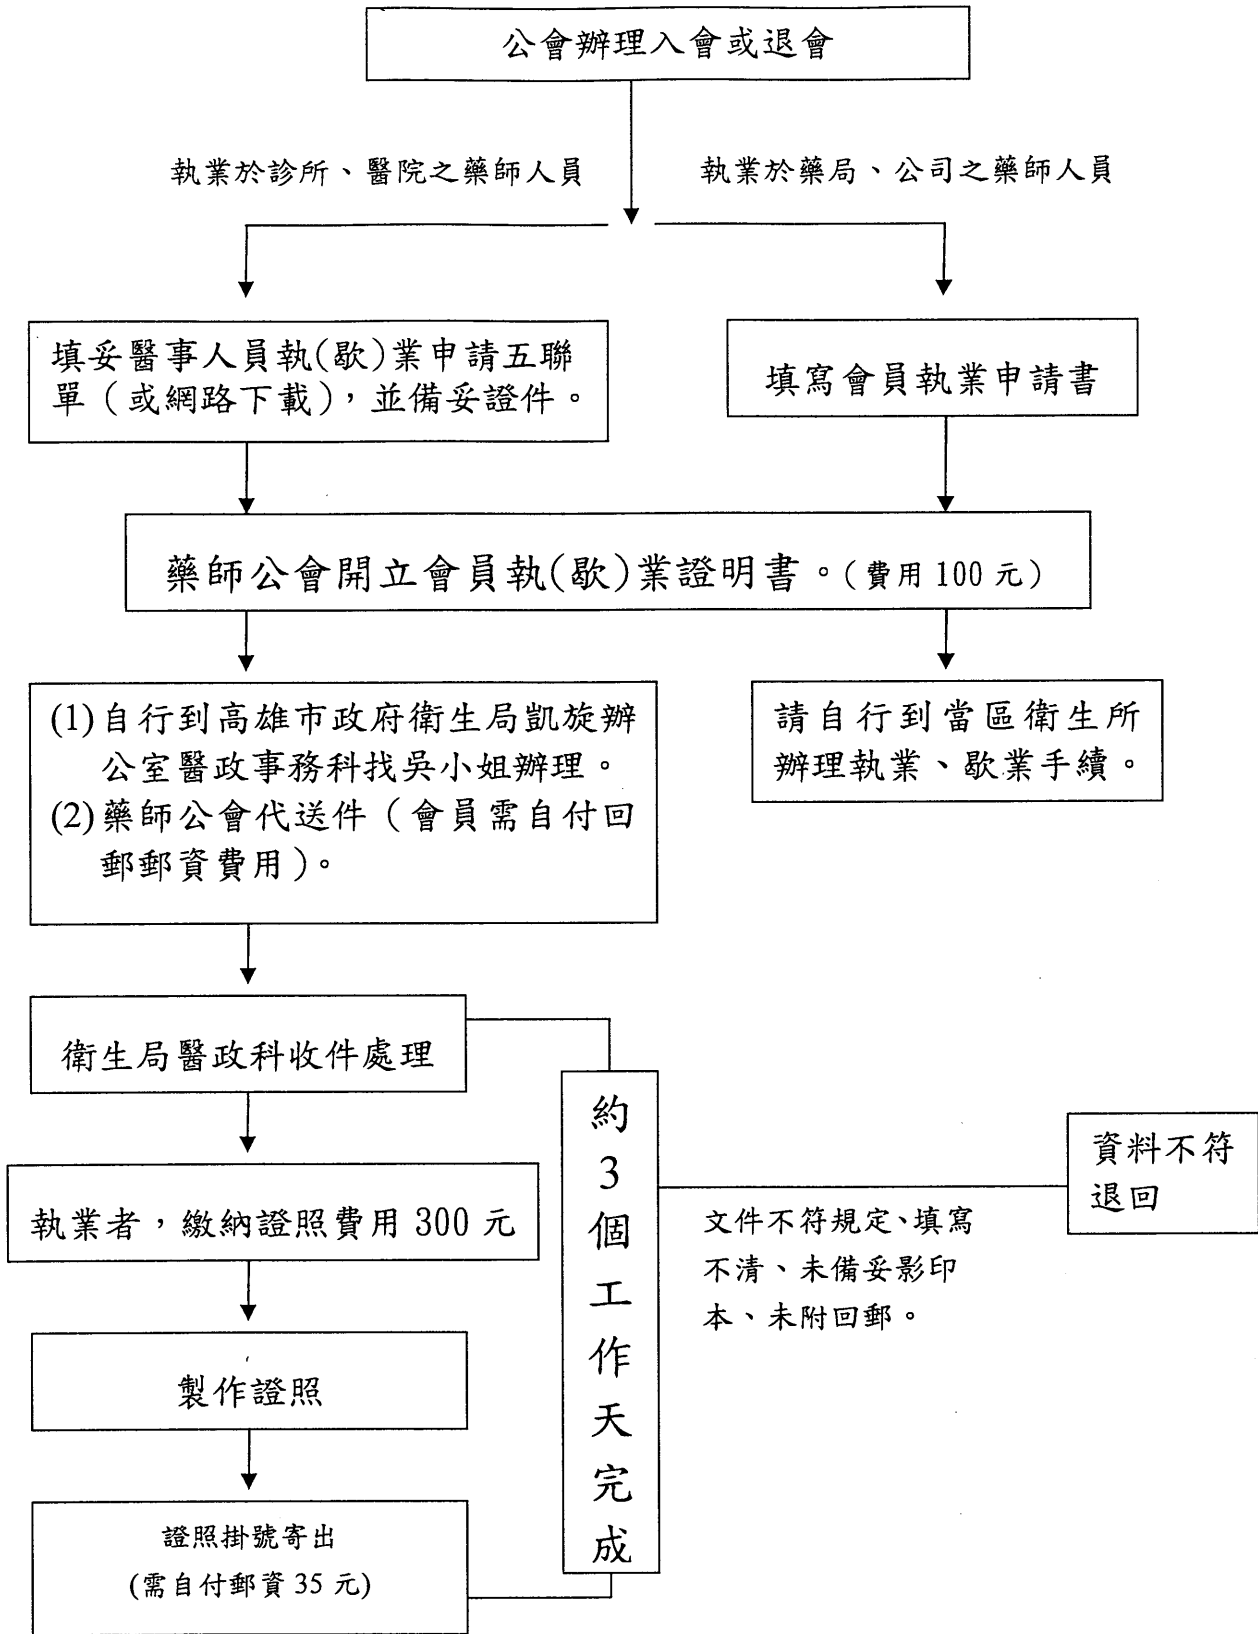 公會辦理入會或退會
執業於診所、醫院之藥師人員
執業於藥局、公司之藥師人員
填妥醫事人員執(歇)業申請五聯
單（或網路下載），並備妥證件。
填寫會員執業申請書
藥師公會開立會員執(歇)業證明書。（費用 100 元）
(1)自行到高雄市政府衛生局凱旋辦
公室醫政事務科找吳小姐辦理。
(2)藥師公會代送件（會員需自付回
郵郵資費用）。
請自行到當區衛生所
辦理執業、歇業手續。
衛生局醫政科收件處理
執業者，繳納證照費用 300 元
製作證照
證照掛號寄出
(需自付郵資 35 元)
約3個工作天完成
文件不符規定、填寫
不清、未備妥影印
本、未附回郵。
資料不符
退回